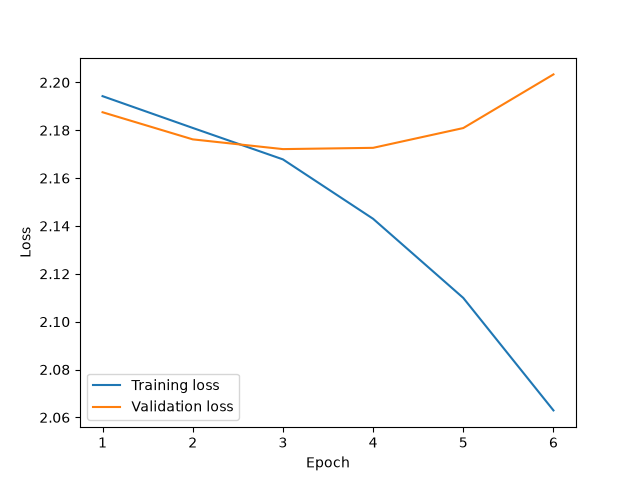 2.20
2.18
2.16
2.14
2.12
2.10
2.08
2.06
Loss
Training loss
Validation loss
1 2 3 4 5 6
Epoch